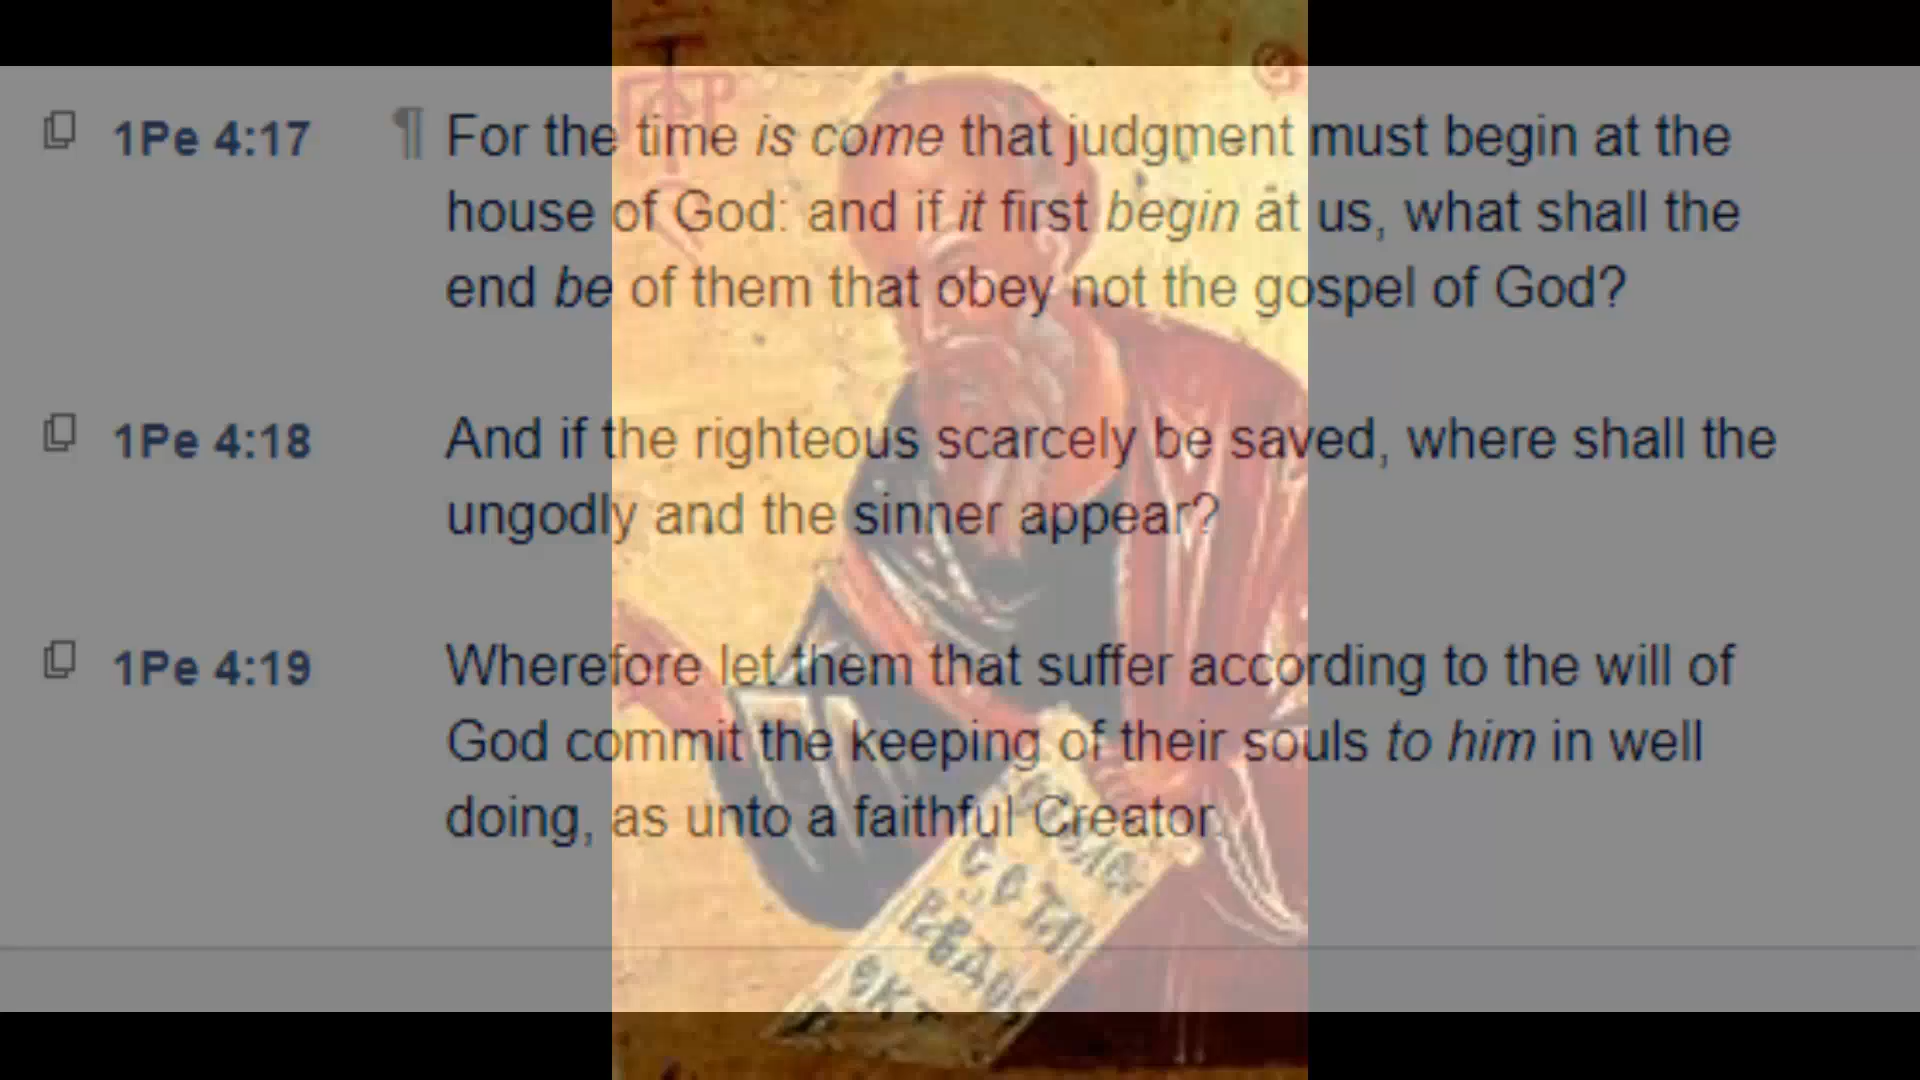 1Pe 4:17 ¶ For the time is come that judgment must begin at the
house of God: and if it first begin at us, what shall the
end be of them that obey not the gospel of God?
1Pe 4:18 And if the righteous scarcely be saved, where shall the
ungodly and the sinner appear?
1Pe 4:19 Wherefore let them that suffer according to the will of
God commit the keeping of their souls to him in well
doing, as unto a faithful Creator.